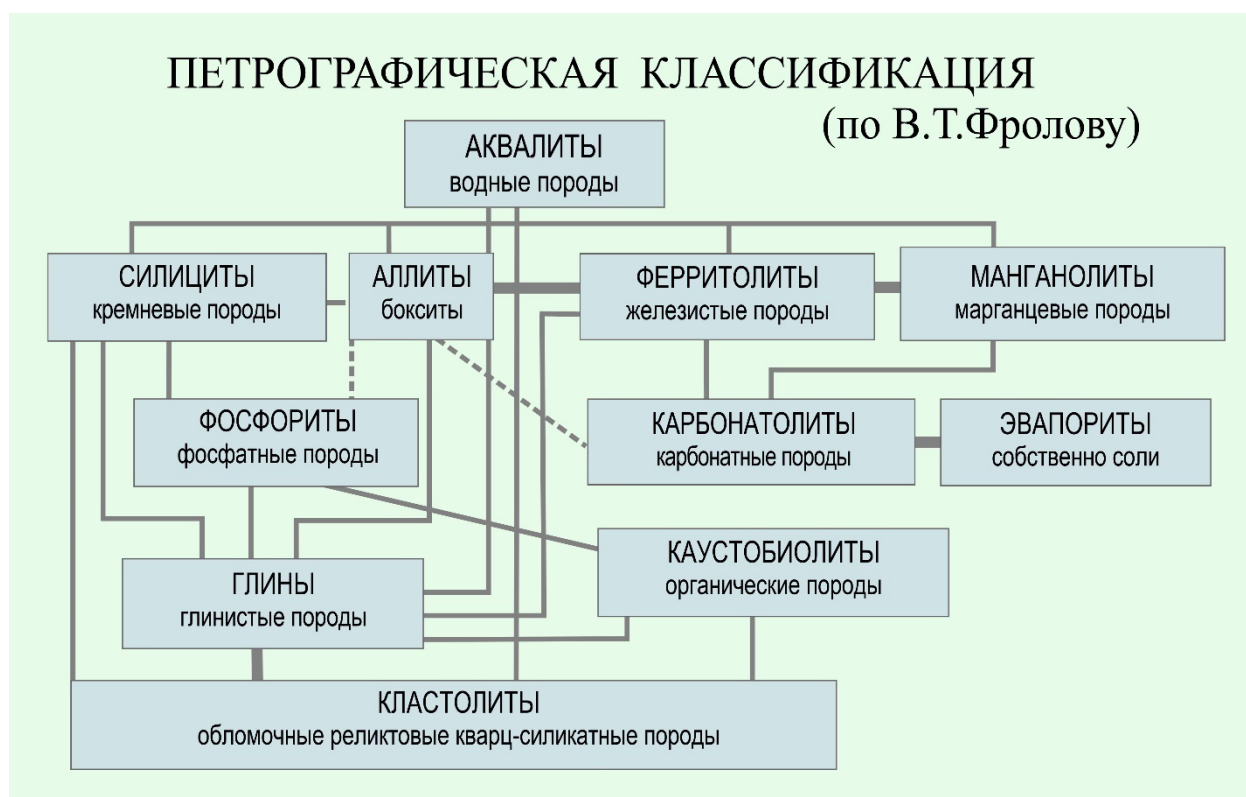 ПЕТРОГРАФИЧЕСКАЯ КЛАССИФИКАЦИЯ
(по В.Т.Фролову)
АКВАЛИТЫ
водные породы
СИЛИЦИТЫ
кремневые породы
АЛЛИТЫ
бокситы
ФЕРРИТОЛИТЫ
железистые породы
МАНГАНОЛИТЫ
марганцевые породы
ФОСФОРИТЫ
фосфатные породы
КАРБОНАТОЛИТЫ
карбонатные породы
ЭВАПОРИТЫ
собственно соли
ГЛИНЫ
глинистые породы
КАУСТОБИОЛИТЫ
органические породы
КЛАСТОЛИТЫ
обломочные реликтовые кварц-силикатные породы